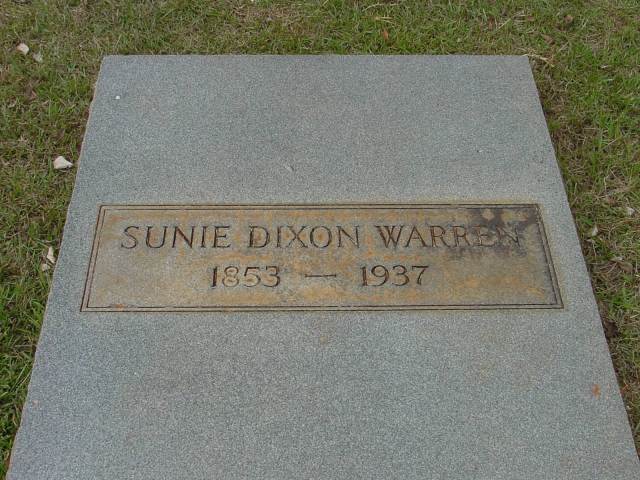 SUNIE DIXON WARREN
1853 — 1937